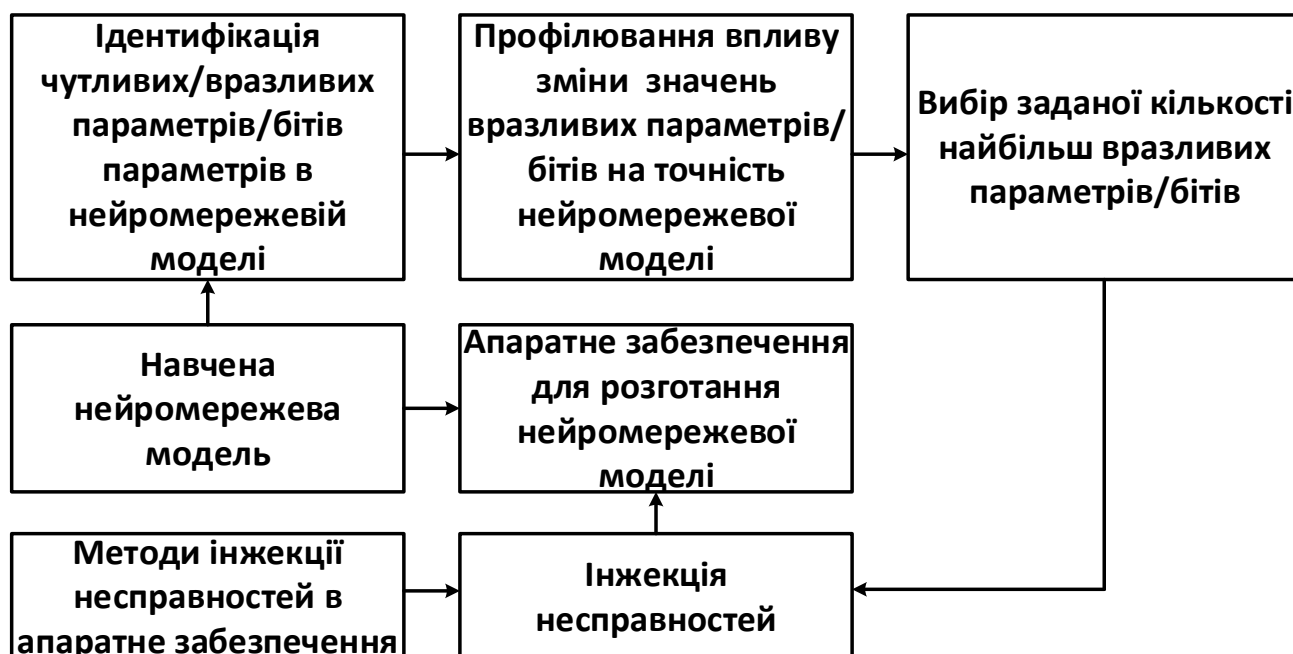 Ідентифікація
чутливих/вразливих
параметрів/бітів
параметрів в
нейромережевій
моделі
Профілювання впливу
зміни значень
вразливих параметрів/
бітів на точність
нейромережевої
моделі
Вибір заданої кількості
найбільш вразливих
параметрів/бітів
Навчена
нейромережева
модель
Апаратне забезпечення
для розготання
нейромережевої
моделі
Методи інжекції
несправностей в
апаратне забезпечення
Інжекція
несправностей